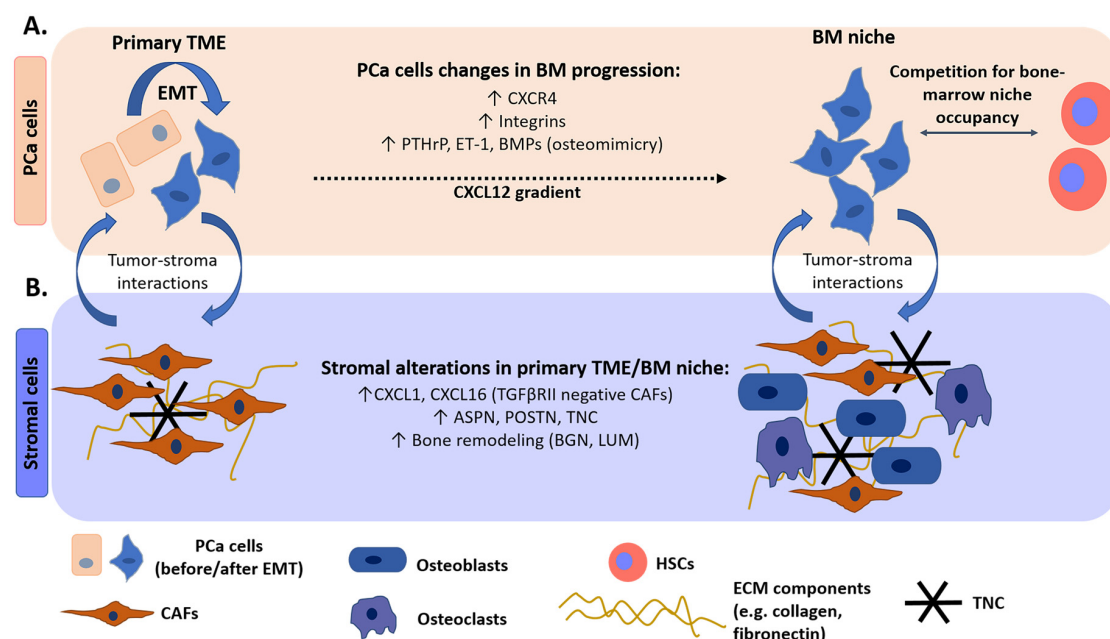 A.
Primary TME
BM niche
PCa cells
EMT
PCa cells changes in BM progression:
↑ CXCR4
↑ Integrins
↑ PTHrP, ET-1, BMPs (osteomimicry)
CXCL12 gradient
Competition for bone-
marrow niche
occupancy
Tumor-stroma
interactions
Tumor-stroma
interactions
B.
Stromal cells
Stromal alterations in primary TME/BM niche:
↑CXCL1, CXCL16 (TGFβRII negative CAFs)
↑ ASPN, POSTN, TNC
↑ Bone remodeling (BGN, LUM)
PCa cells
(before/after EMT)
Osteoblasts
HSCs
ECM components
(e.g. collagen,
fibronectin)
TNC
CAFs
Osteoclasts